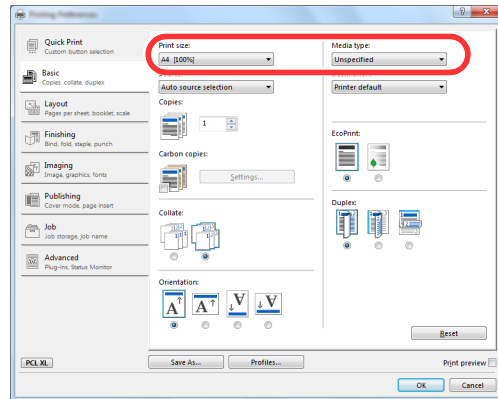 Printing Preferences
Quick Print
Custom button selection
Basic
Copies, collate, duplex
Layout
Pages per sheet, booklet, scale
Finishing
Bind, fold, staple, punch
Imaging
Image, graphics, fonts
Publishing
Cover mode, page insert
Job
Job storage, job name
Advanced
Plug-ins, Status Monitor
PCL XL
Print size:
A4 [100%]
Media type:
Unspecified
Auto source selection
Printer default
Copies:
1
Carbon copies:
Settings...
Collate:
Orientation:
EcoPrint:
Duplex:
Reset
Save As...
Profiles...
Print preview
OK
Cancel